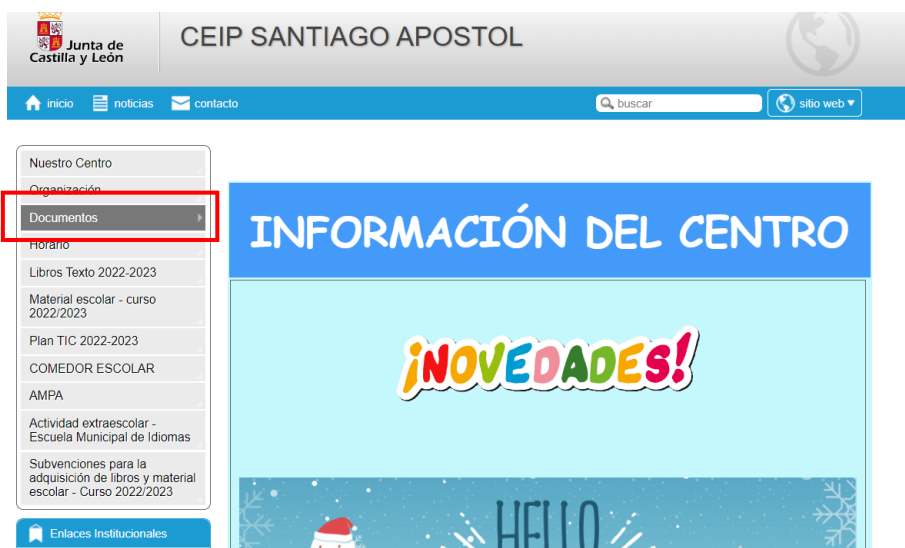 Junta de
Castilla y León
CEIP SANTIAGO APOSTOL
inicio
noticias
contacto
buscar
sitio web
Nuestro Centro
Organización
Documentos
Horario
Libros Texto 2022-2023
Material escolar - curso
2022/2023
Plan TIC 2022-2023
COMEDOR ESCOLAR
AMPA
Actividad extraescolar -
Escuela Municipal de Idiomas
Subvenciones para la
adquisición de libros y material
escolar - Curso 2022/2023
Enlaces Institucionales
INFORMACIÓN DEL CENTRO
¡NOVEDADES!
HELLO